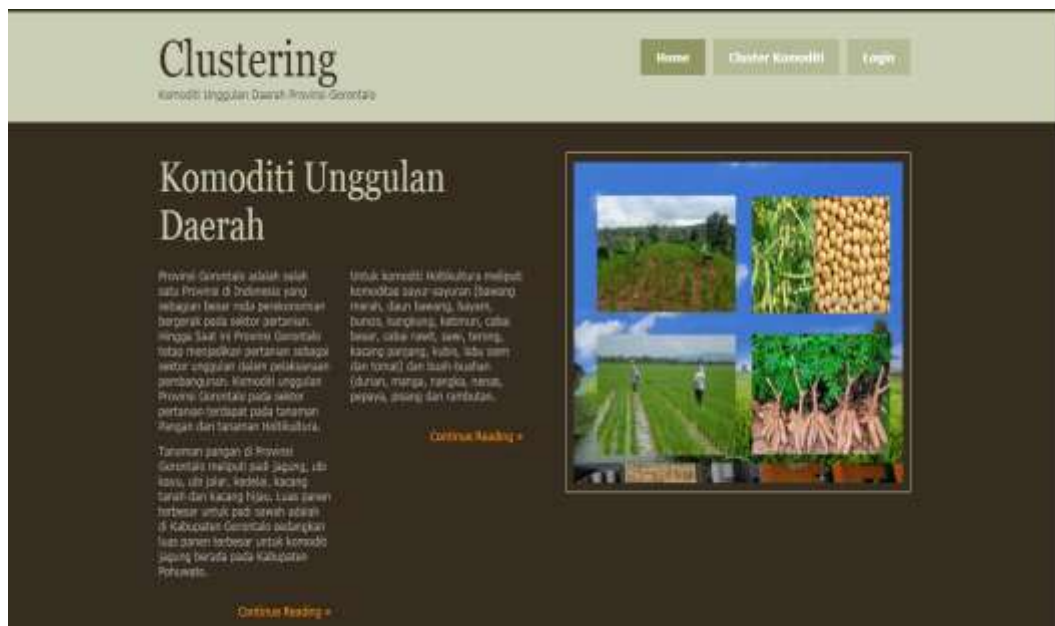 Clustering
Komoditi Unggulan Daerah Provinsi Gorontalo
Home
Cluster Komoditi
Login
Komoditi Unggulan
Daerah
Provinsi Gorontalo adalah salah
satu Provinsi di Indonesia yang
sebagian besar roda perekonomian
bergerak pada sektor pertanian.
Hingga Saat ini Provinsi Gorontalo
tetap menjadikan pertanian sebagai
sektor unggulan dalam pelaksanaan
pembangunan. Komoditi unggulan
Provinsi Gorontalo pada sektor
pertanian terdapat pada tanaman
Pangan dan tanaman Holtikultura.
Tanaman pangan di Provinsi
Gorontalo meliputi padi jagung, ubi
kayu, ubi jalar, kedelai, kacang
tanah dan kacang hijau. Luas panen
terbesar untuk padi sawah adalah
di Kabupaten Gorontalo sedangkan
luas panen terbesar untuk komoditi
jagung berada pada Kabupaten
Pohuwato.
Continue Reading »
Untuk komoditi Holtikultura meliputi
komoditas sayur-sayuran (bawang
merah, daun bawang, bayam,
buncis, kangkung, ketimun, cabai
besar, cabai rawit, sawi, terong,
kacang panjang, kubis, labu siem
dan tomat) dan buah-buahan
(durian, mangga, nangka, nenas,
pepaya, pisang dan rambutan.
Continue Reading »